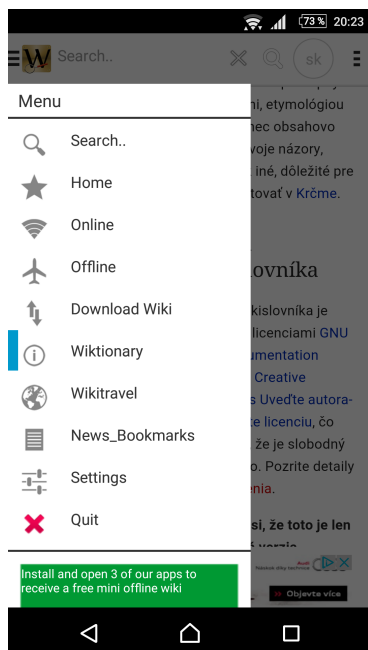 73 % 20:23
W Search.. sk
Menu
Search..
Home
Online
Offline
Download Wiki
Wiktionary
Wikitravel
News_Bookmarks
Settings
Quit
Install and open 3 of our apps to
receive a free mini offline wiki
ni, etymológiou
nec obsahovo
voje názory,
iné, dôležité pre
tovať v Krčme.
lovníka
kislovníka je
licenciami GNU
umentation
Creative
s Uveďte autora-
te licenciu, čo
že je slobodný
o. Pozrite detaily
enia.
si, že toto je len
verzia
Audi
Objevte více